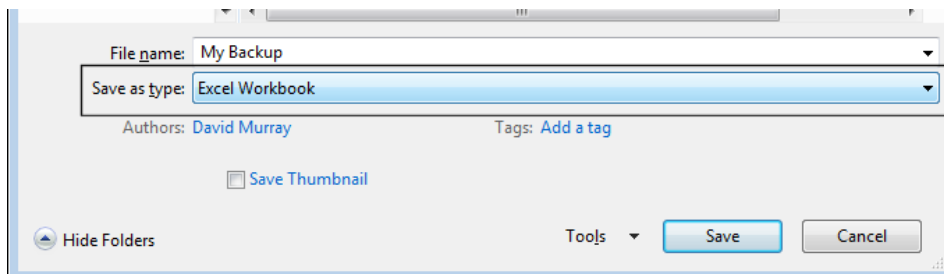 File name: My Backup
Save as type: Excel Workbook
Authors: David Murray Tags: Add a tag
Save Thumbnail
Hide Folders Tools Save Cancel